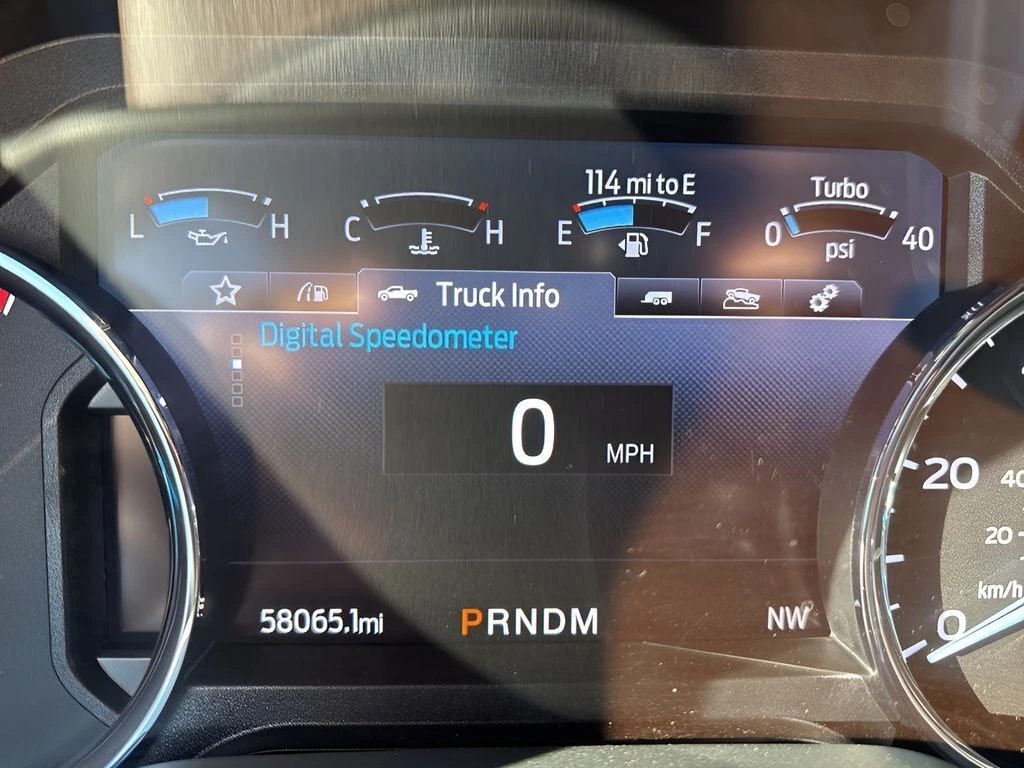 114 mi to E
Turbo
L H
C H
E F
0 40
psi
Truck Info
Digital Speedometer
0 MPH
20
40
20
km/h
0
58065.1mi
PRNDM
NW